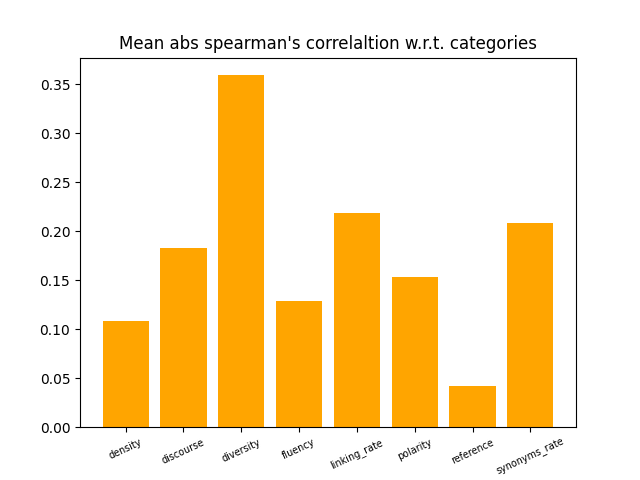 Mean abs spearman's correlaltion w.r.t. categories
0.35
0.30
0.25
0.20
0.15
0.10
0.05
0.00
density
discourse
diversity
fluency
linking_rate
polarity
reference
synonyms_rate